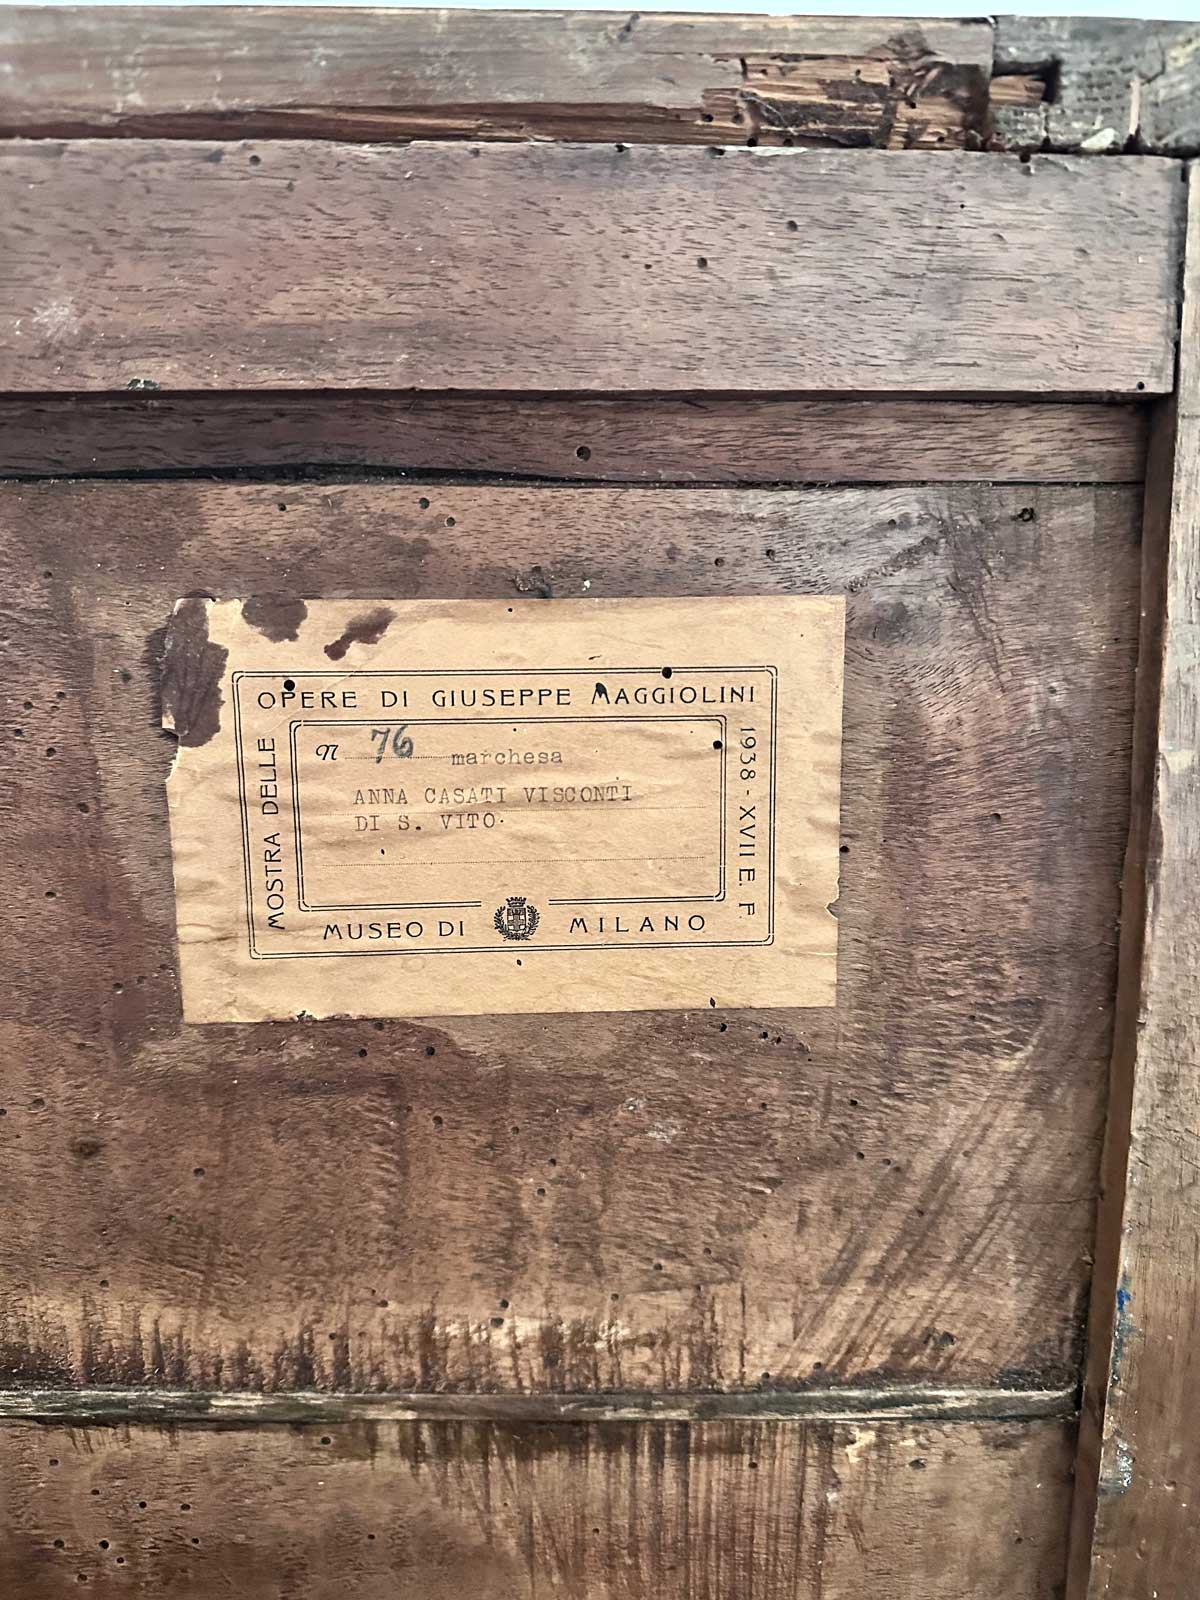 OPERE DI GIUSEPPE MAGGIOLINI
MOSTRA DELLE
N 76 marchesa
ANNA CASATI VISCONTI
DI S. VITO.
1938 - XVII E. F.
MUSEO DI MILANO